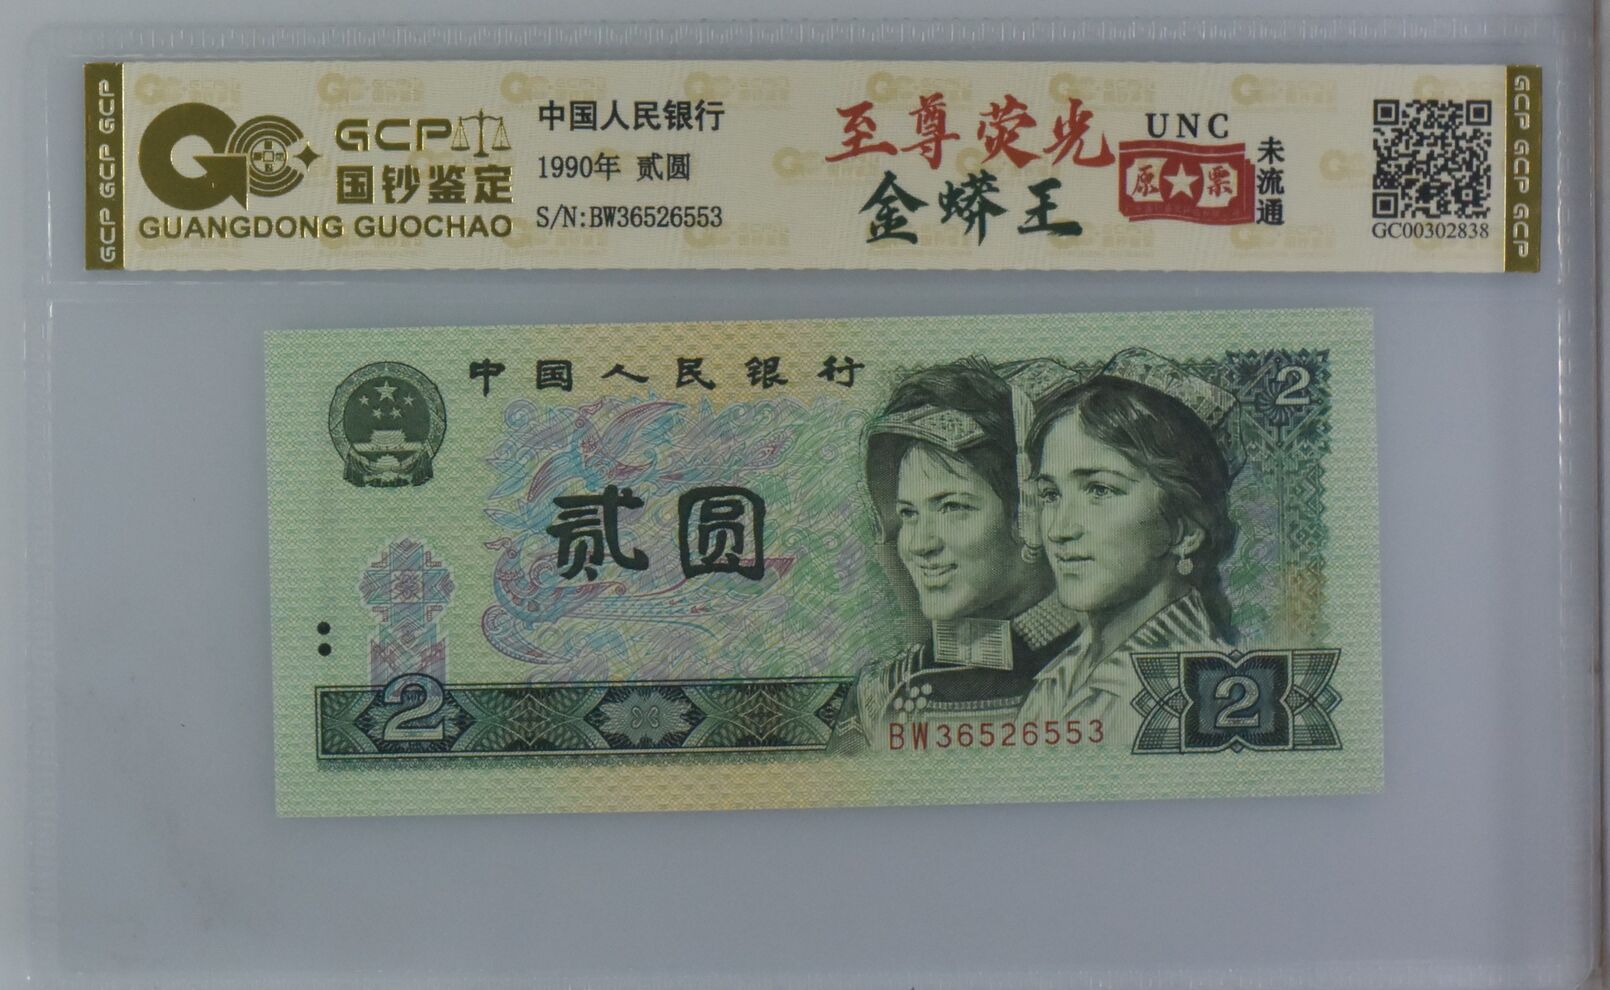 GCP
国钞鉴定
GUANGDONG GUOCHAO
中国人民银行
1990年 贰圆
S/N:BW36526553
至尊荧光
金蟒王
UNC
原★票
未流通
GC00302838
GCP GCP GCP
GCP GCP GCP
中国人民银行
2
贰圆
2
2
BW36526553